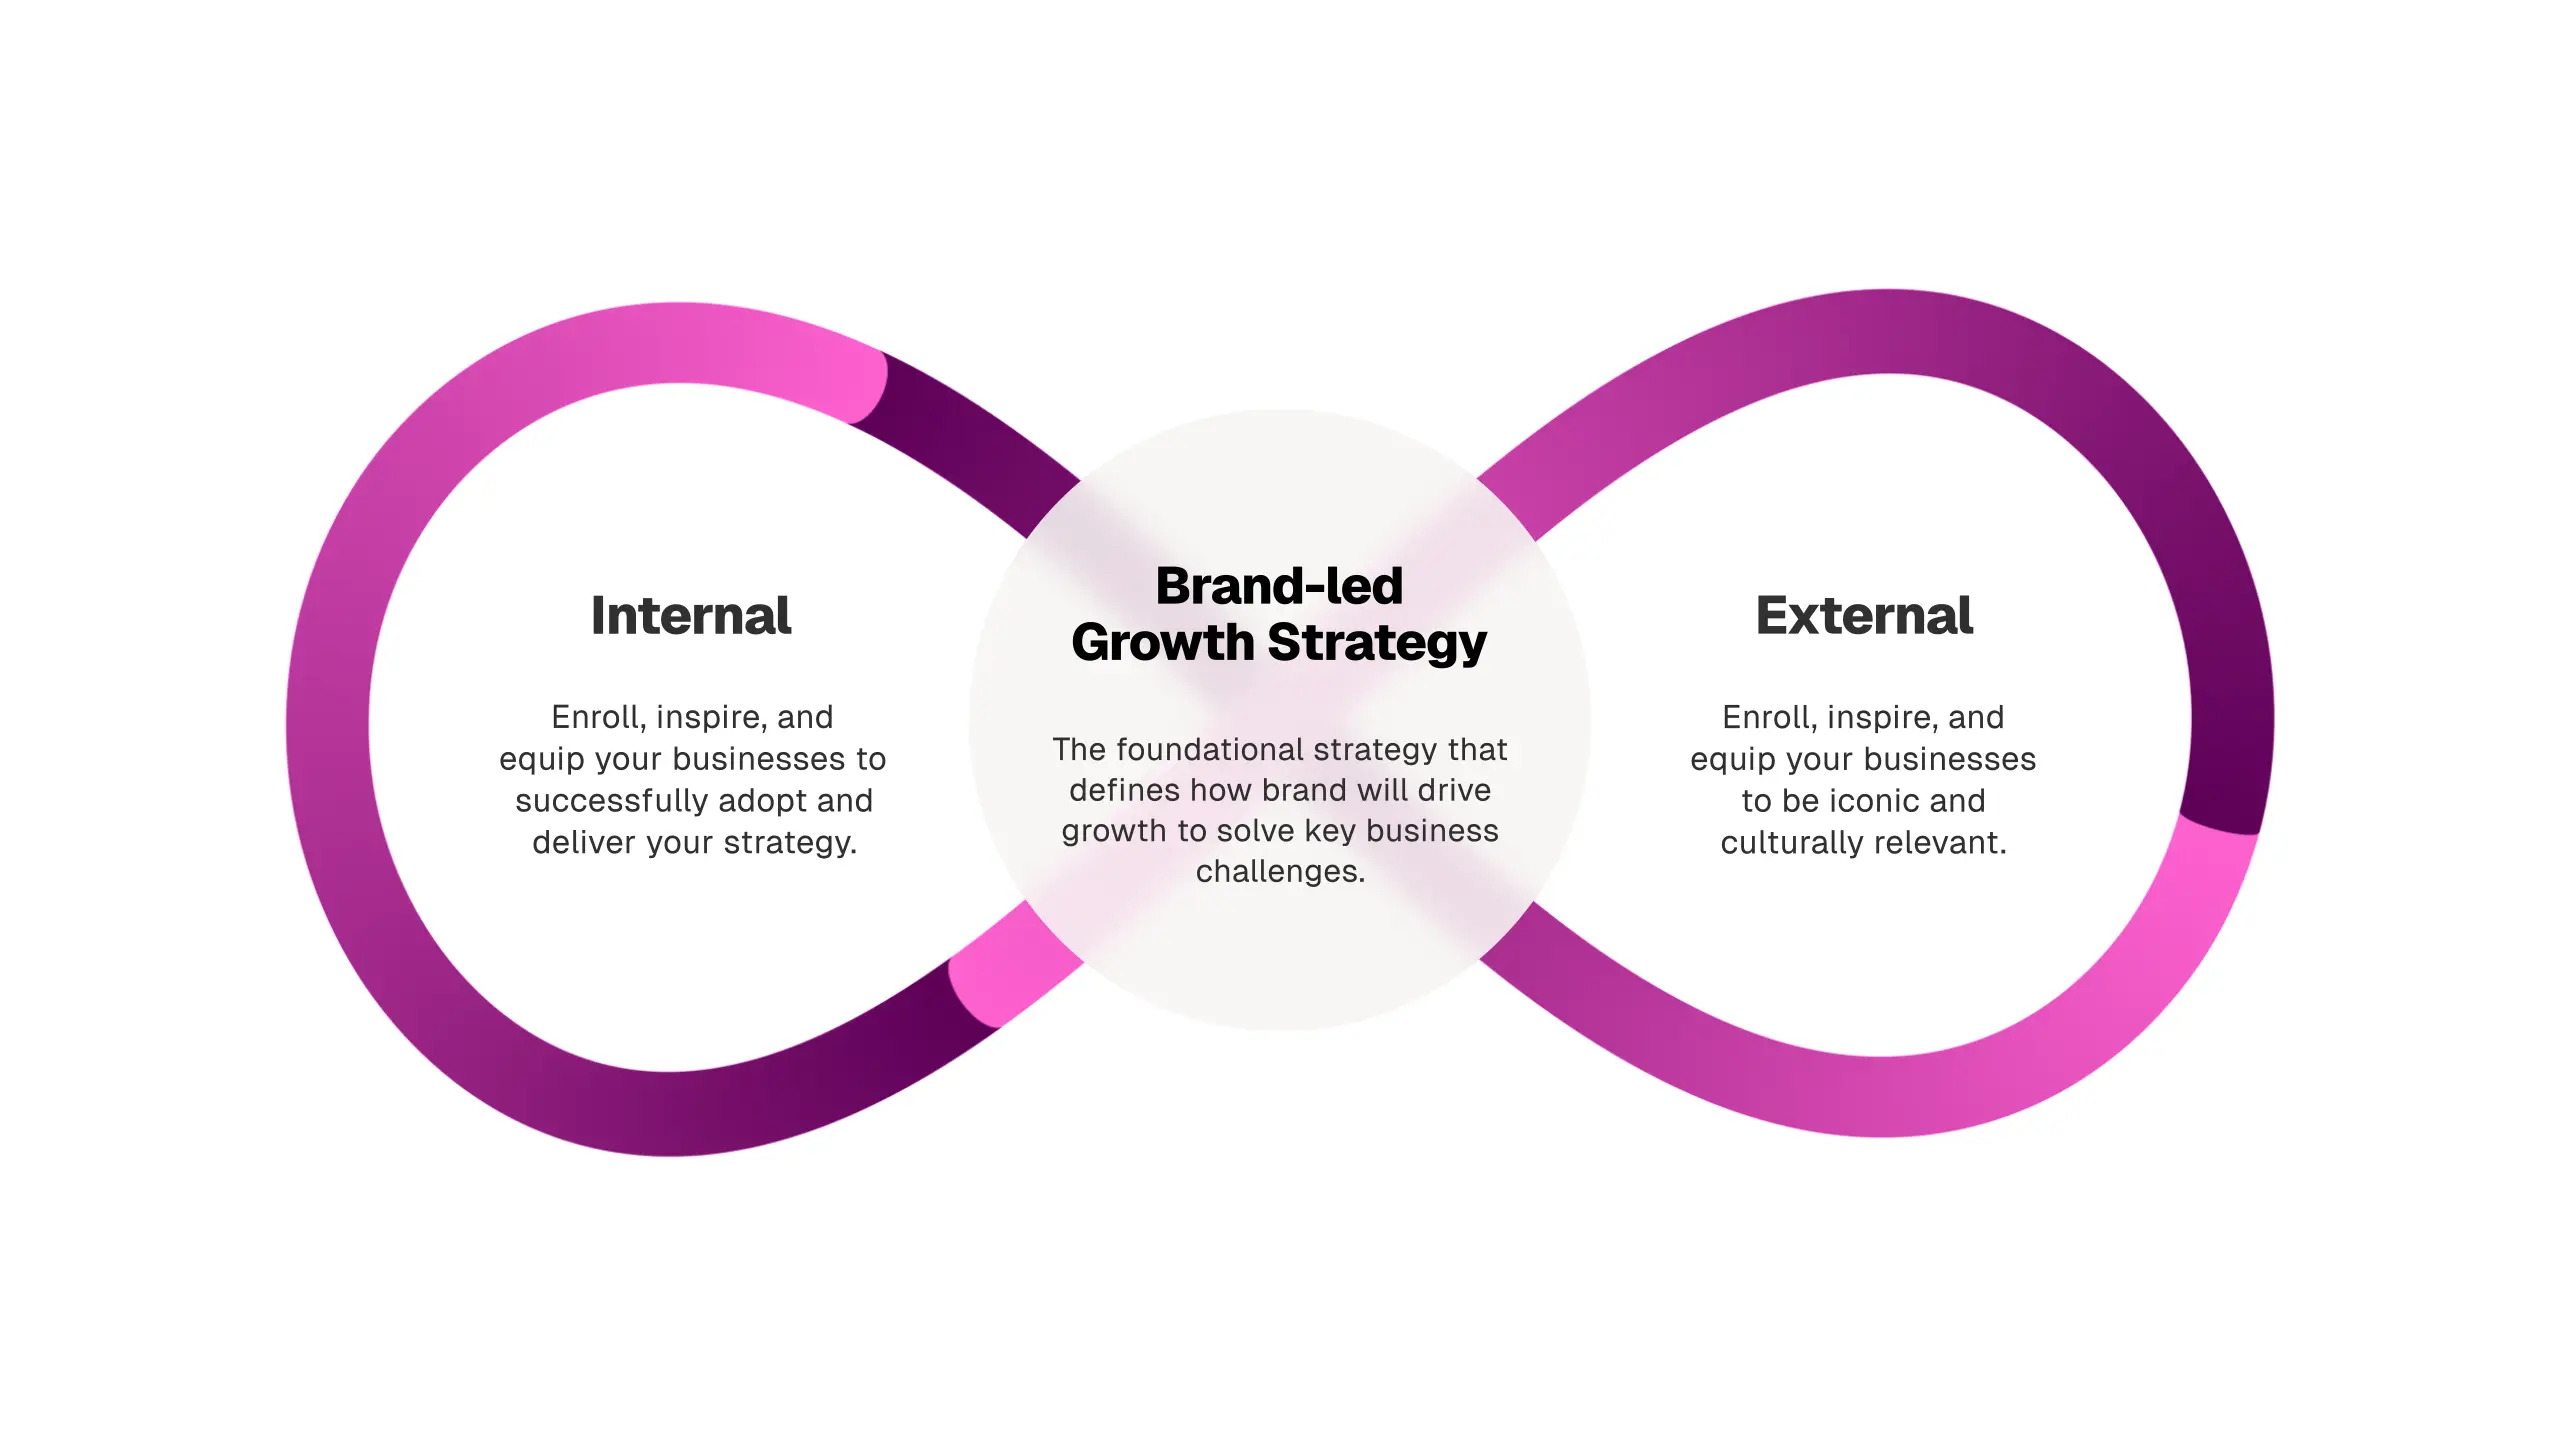 Internal
Enroll, inspire, and
equip your businesses to
successfully adopt and
deliver your strategy.
Brand-led
Growth Strategy
The foundational strategy that
defines how brand will drive
growth to solve key business
challenges.
External
Enroll, inspire, and
equip your businesses
to be iconic and
culturally relevant.